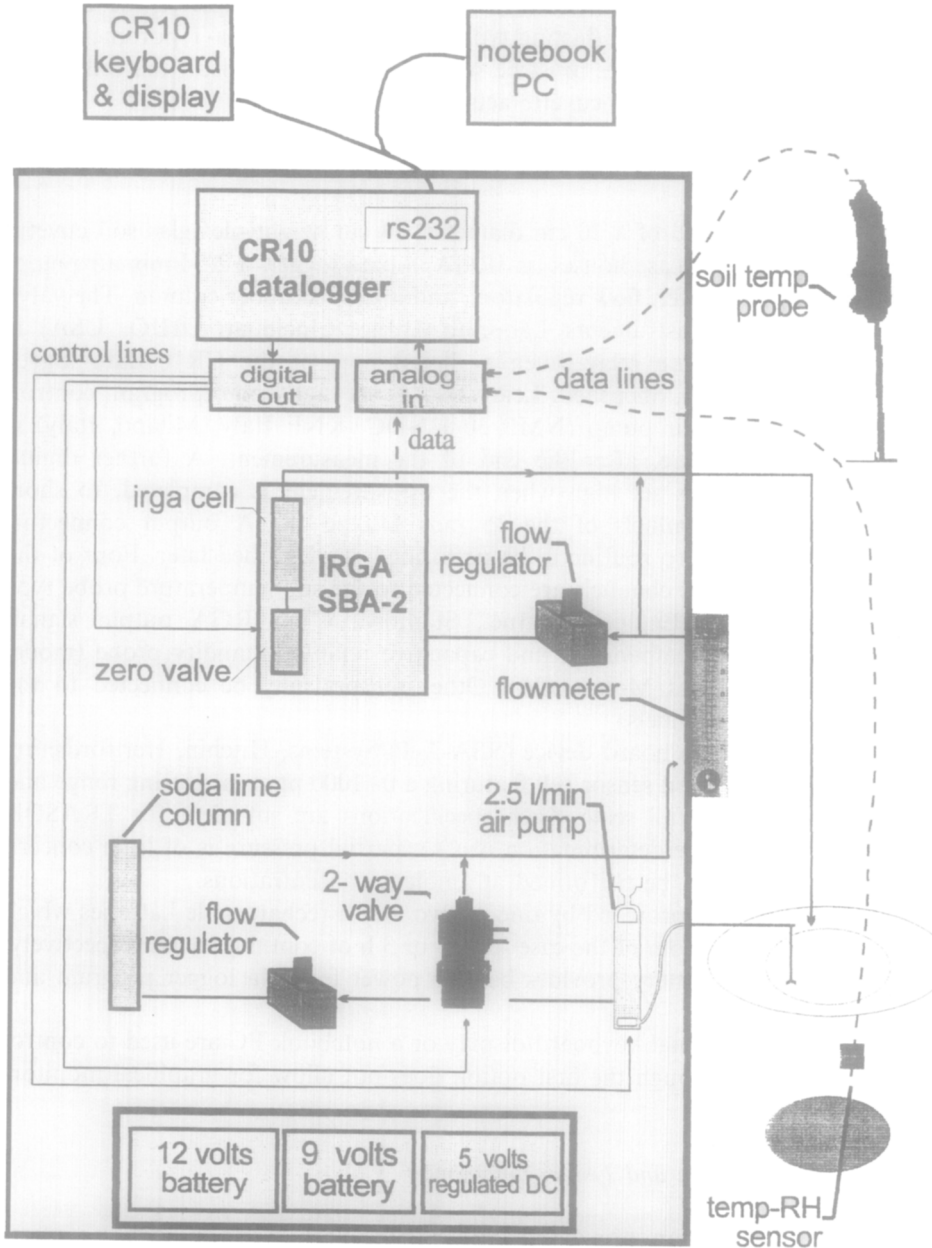 CR10
keyboard
& display
notebook
PC
rs232
CR10
datalogger
soil temp
probe
control lines
digital
out
analog
in
data lines
data
irga cell
IRGA
SBA-2
flow
regulator
zero valve
flowmeter
soda lime
column
2.5 l/min
air pump
2- way
valve
flow
regulator
12 volts
battery
9 volts
battery
5 volts
regulated DC
temp-RH
sensor